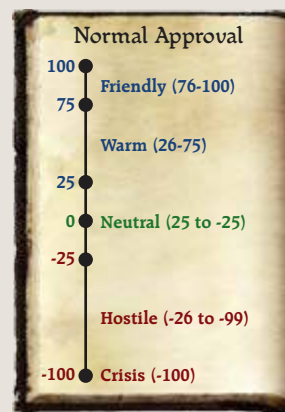 Normal Approval
100
Friendly (76-100)
75
Warm (26-75)
25
0 Neutral (25 to -25)
-25
Hostile (-26 to -99)
-100 Crisis (-100)